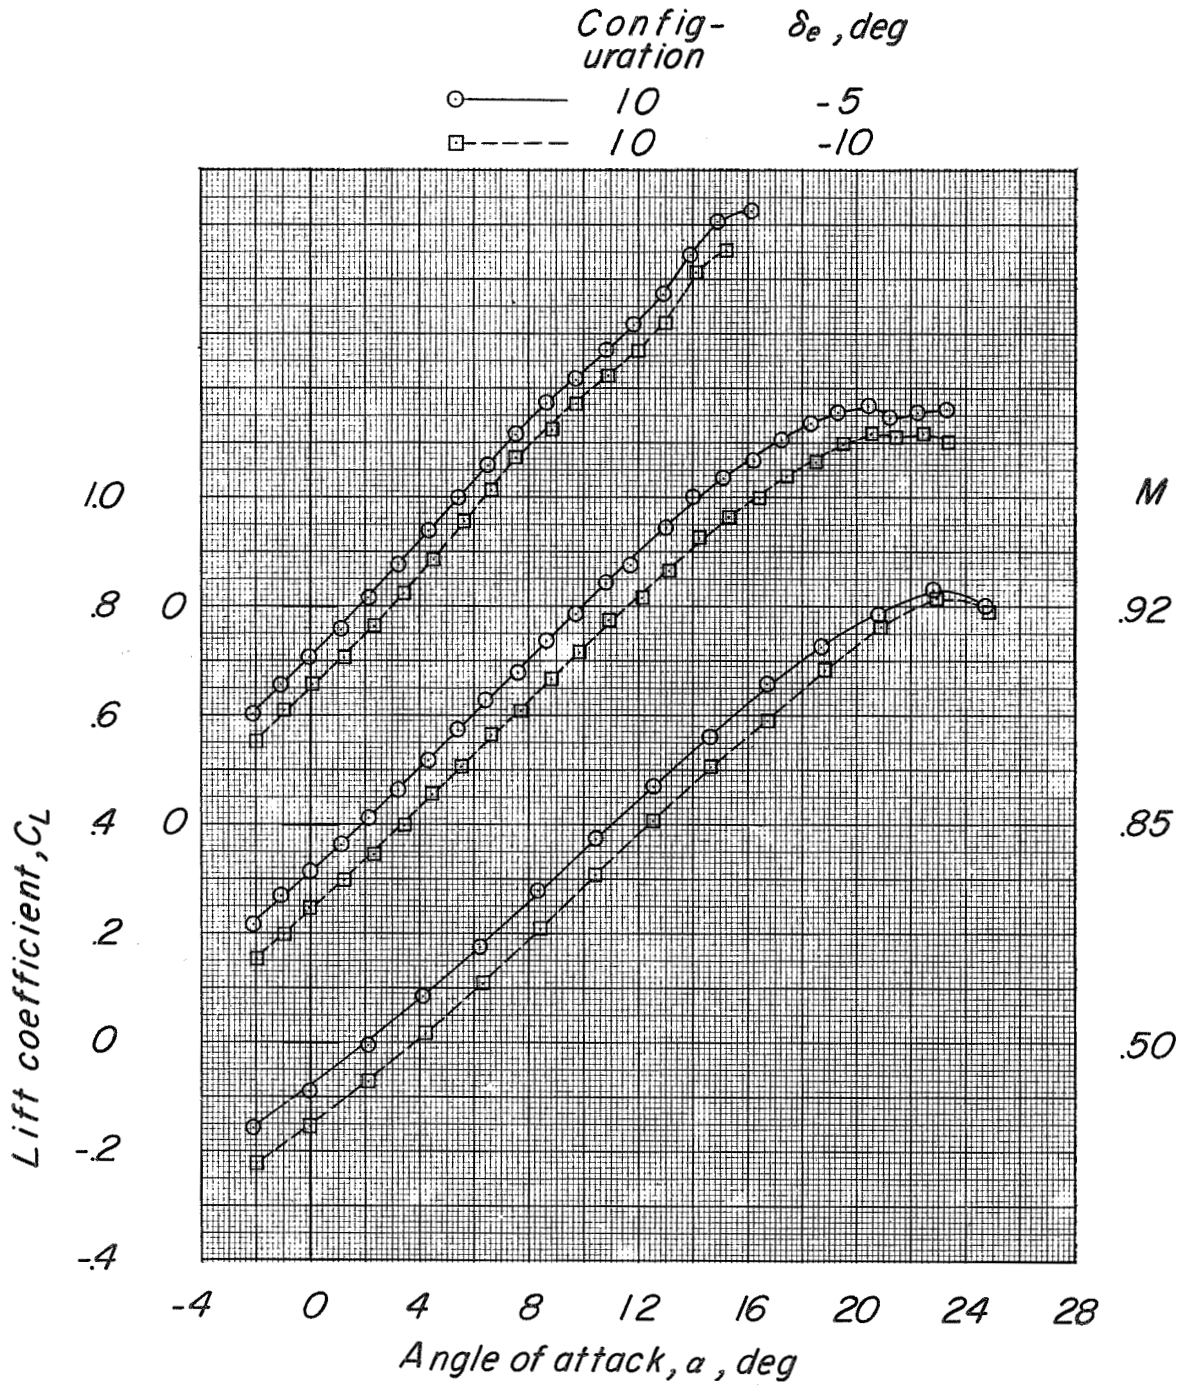 Config- δe, deg
uration
10 -5
10 -10
1.0 M
.8 0 .92
.6
.4 0 .85
.2
0 .50
-.2
-.4
Lift coefficient, CL
-4 0 4 8 12 16 20 24 28
Angle of attack, α, deg